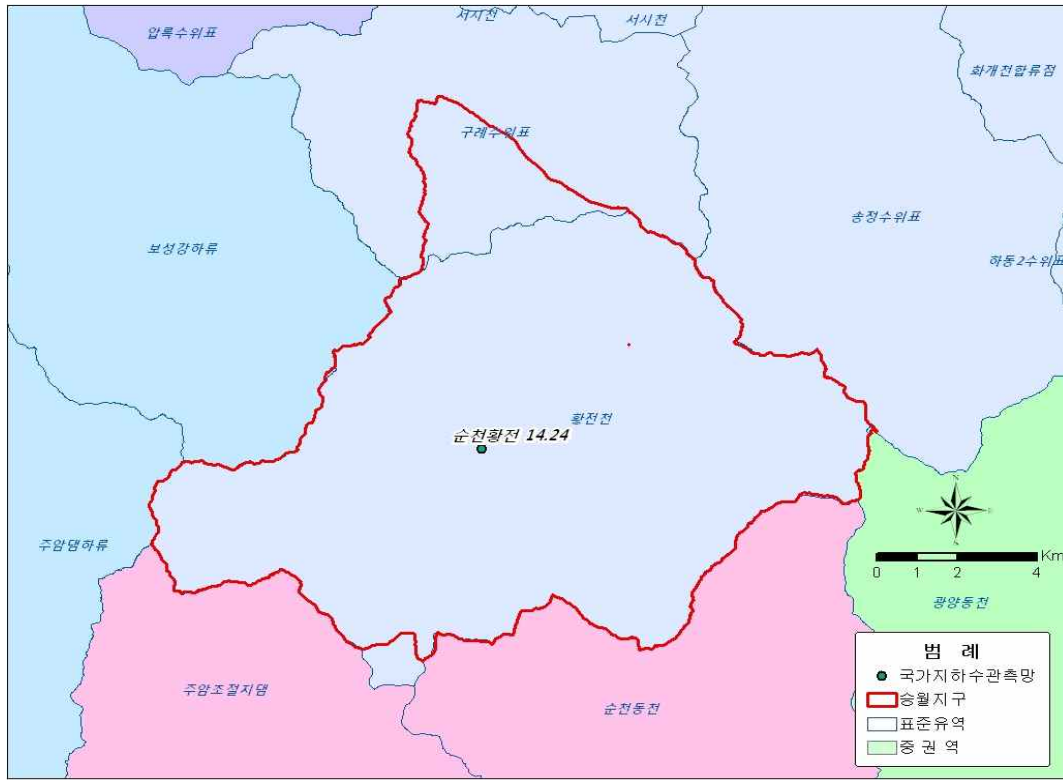 서시천
서시천
압록수위표
화개천합류점
구례수위표
송정수위표
보성강하류
하동2수위표
황전천
순천황전 14.24
N
W
E
S
주암댐하류
Km
0 1 2 4
광양동천
주암조절지댐
순천동천
범 례
국가지하수관측망
승월지구
표준유역
중 권 역